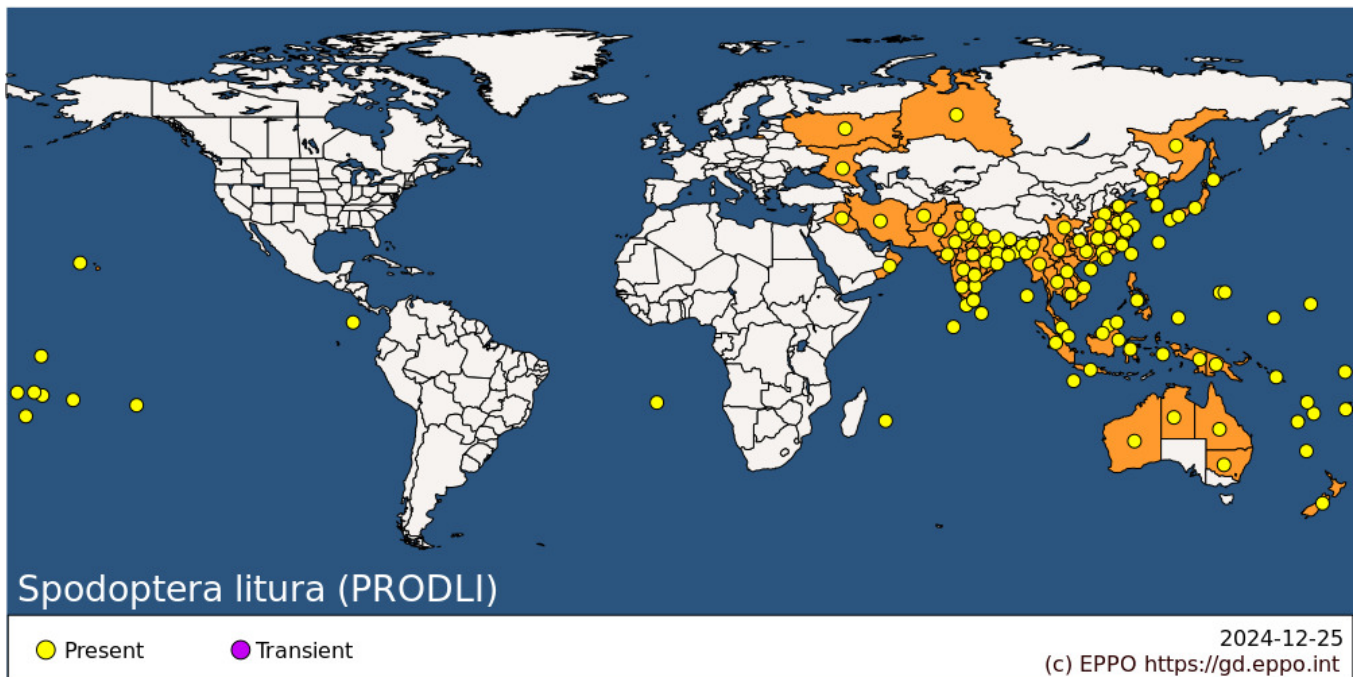 Spodoptera litura (PRODLI)
Present
Transient
2024-12-25
(c) EPPO https://gd.eppo.int